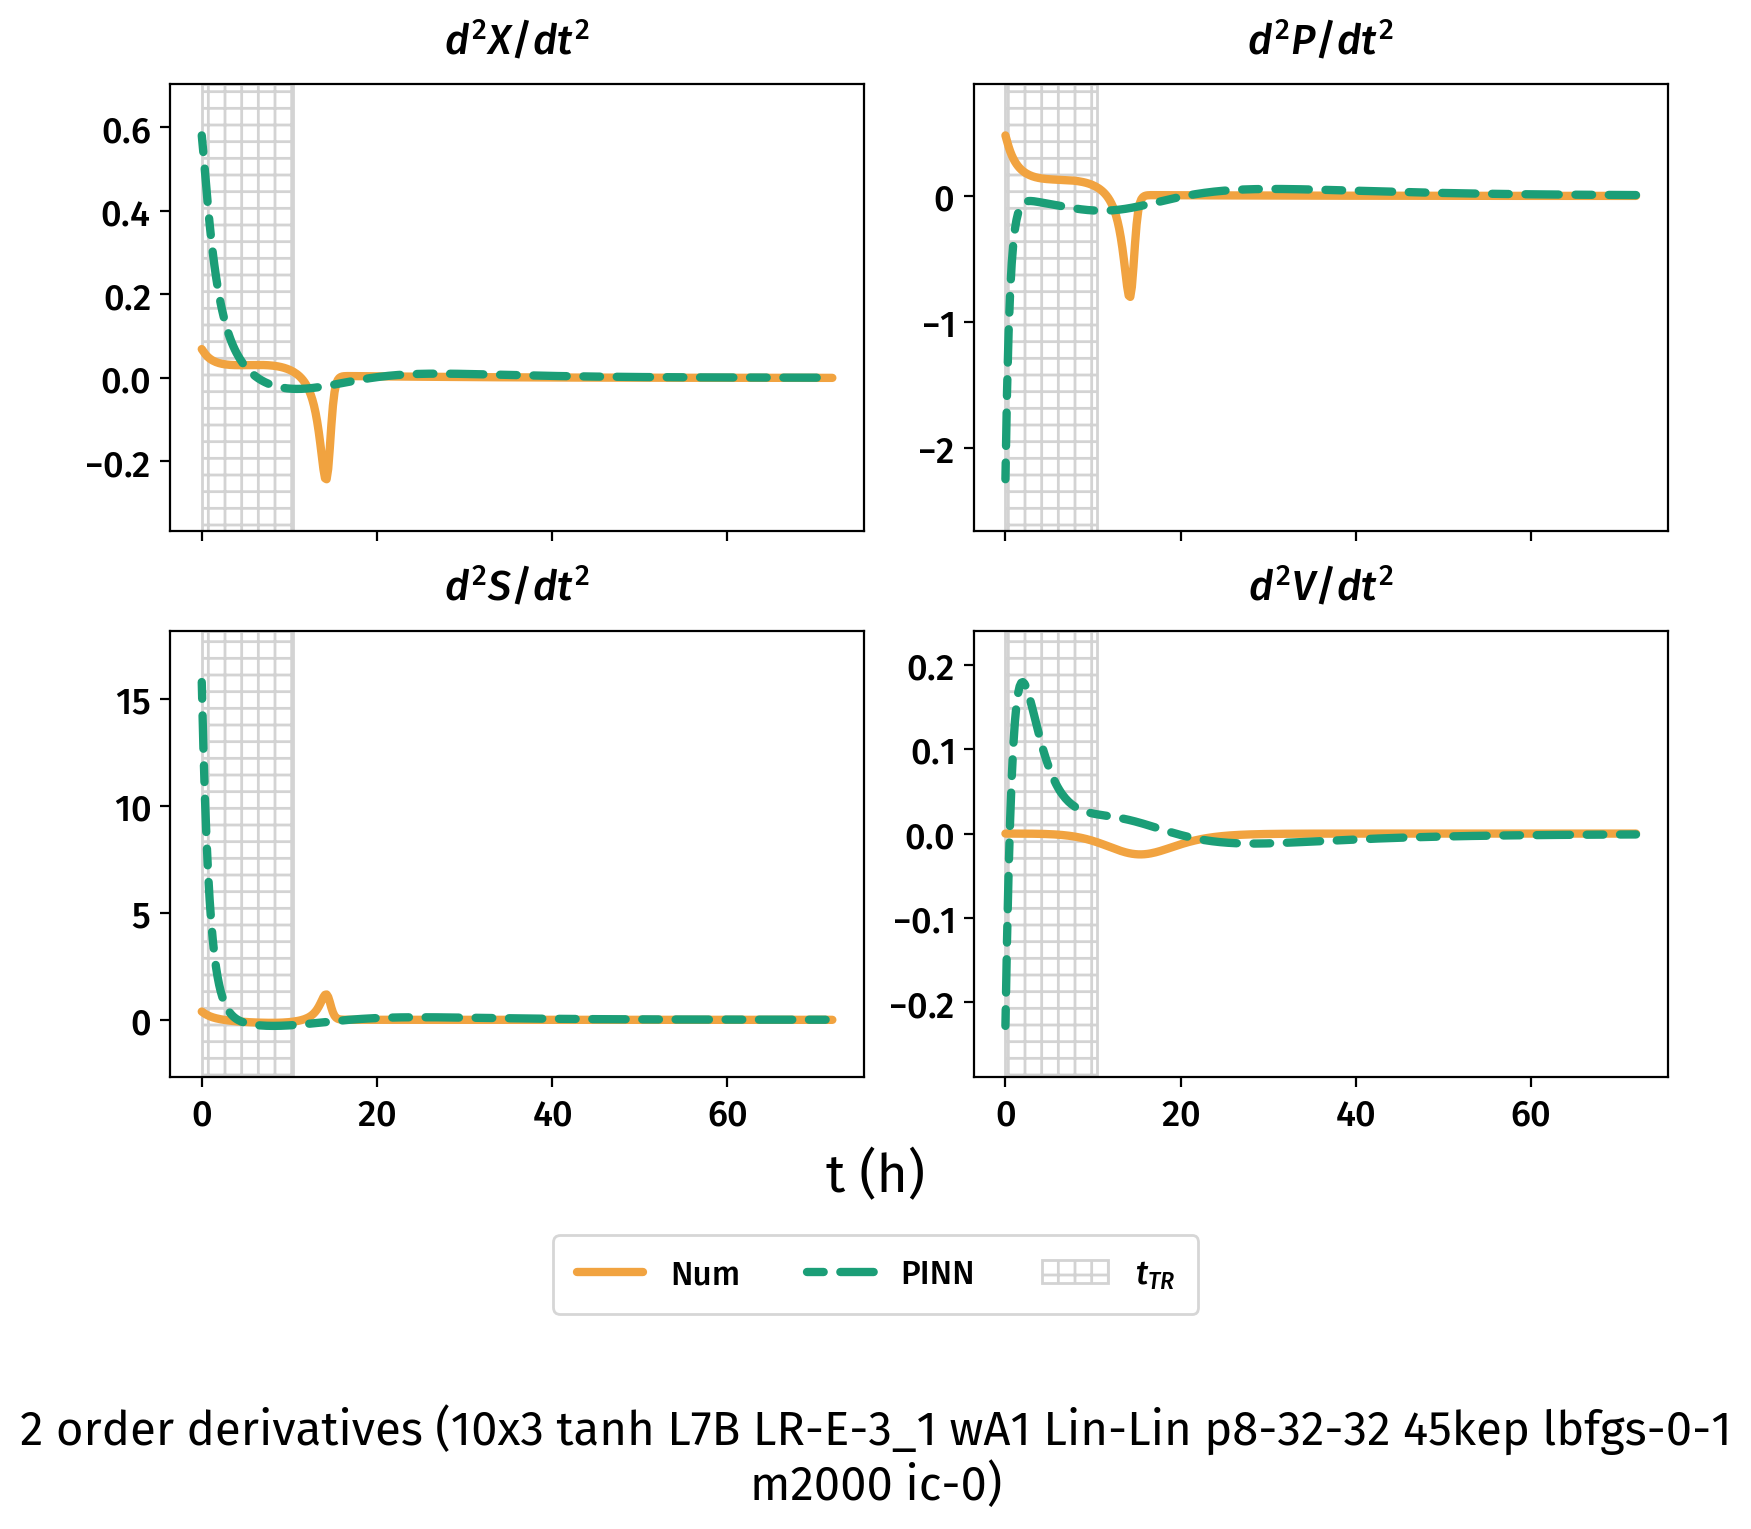 d²X/dt²
d²P/dt²
0.6
0.4
0.2
0.0
−0.2
0
−1
−2
d²S/dt²
d²V/dt²
15
10
5
0
0.2
0.1
0.0
−0.1
−0.2
0 20 40 60
0 20 40 60
t (h)
Num PINN t_TR
2 order derivatives (10x3 tanh L7B LR-E-3_1 wA1 Lin-Lin p8-32-32 45kep lbfgs-0-1
m2000 ic-0)